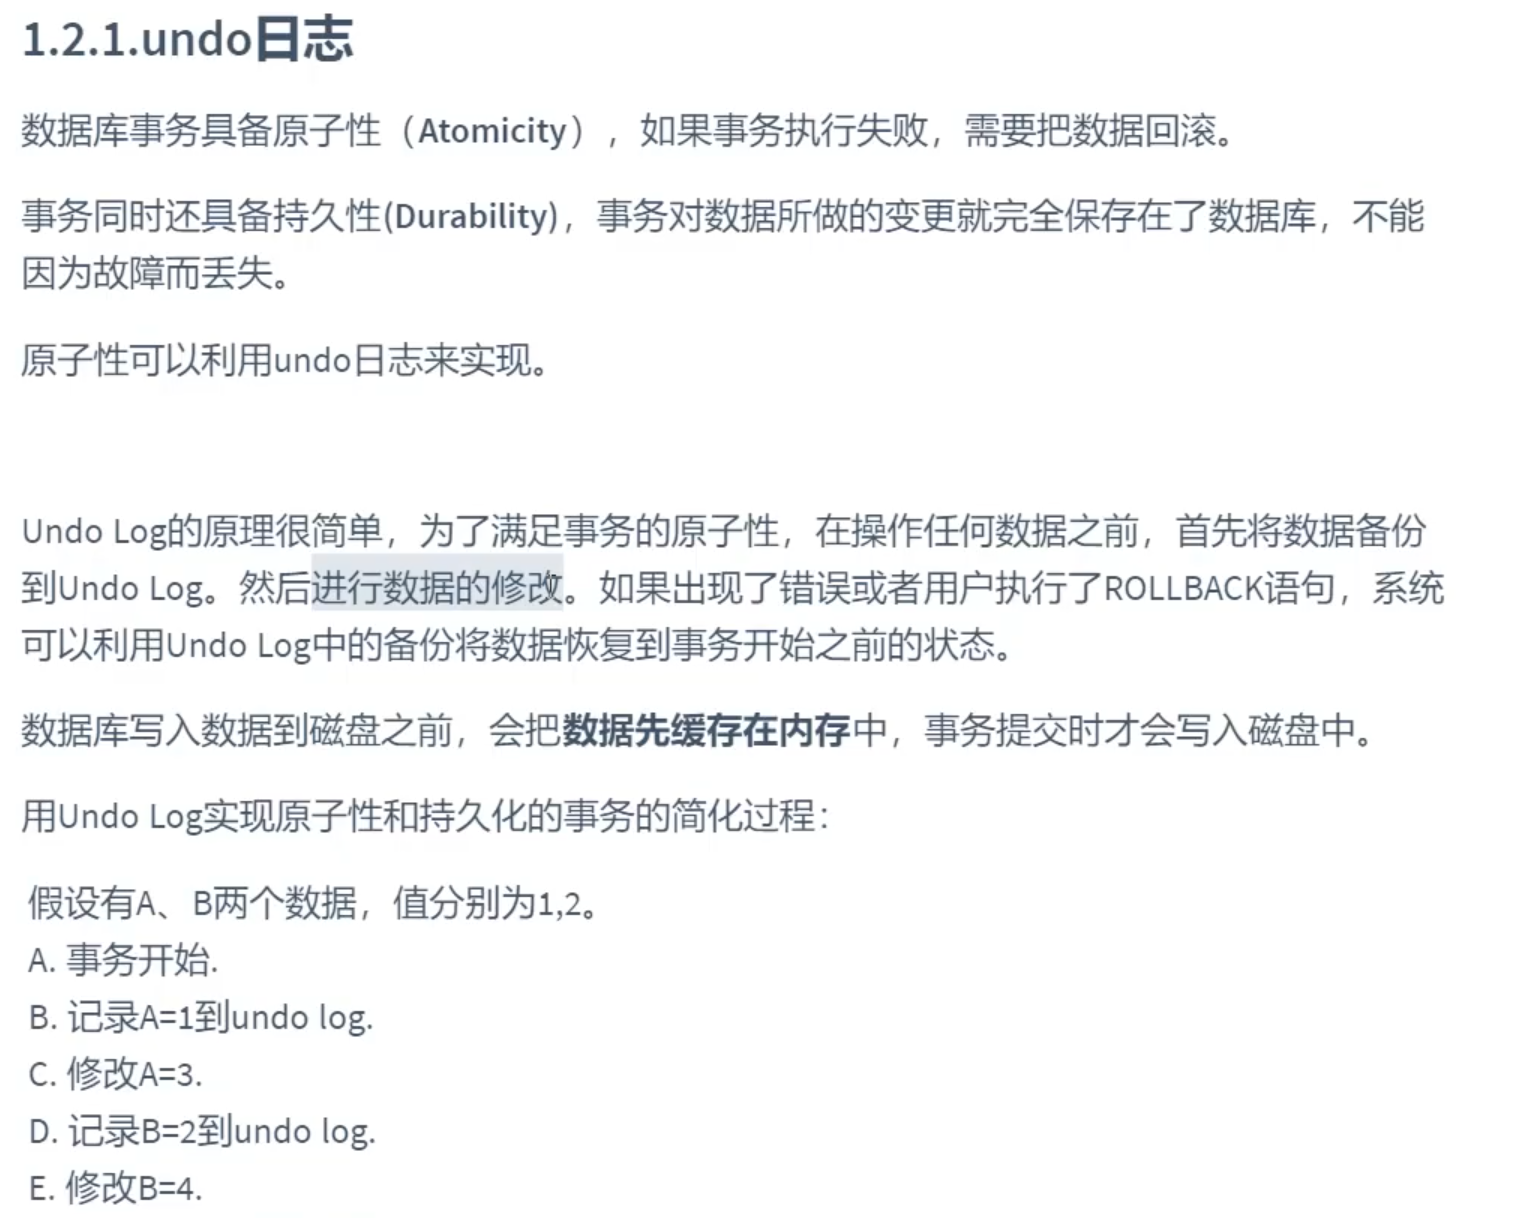 1.2.1.undo日志
数据库事务具备原子性（Atomicity），如果事务执行失败，需要把数据回滚。
事务同时还具备持久性(Durability)，事务对数据所做的变更就完全保存在了数据库，不能
因为故障而丢失。
原子性可以利用undo日志来实现。
Undo Log的原理很简单，为了满足事务的原子性，在操作任何数据之前，首先将数据备份
到Undo Log。然后进行数据的修改。如果出现了错误或者用户执行了ROLLBACK语句，系统
可以利用Undo Log中的备份将数据恢复到事务开始之前的状态。
数据库写入数据到磁盘之前，会把数据先缓存在内存中，事务提交时才会写入磁盘中。
用Undo Log实现原子性和持久化的事务的简化过程：
假设有A、B两个数据，值分别为1,2。
A. 事务开始.
B. 记录A=1到undo log.
C. 修改A=3.
D. 记录B=2到undo log.
E. 修改B=4.